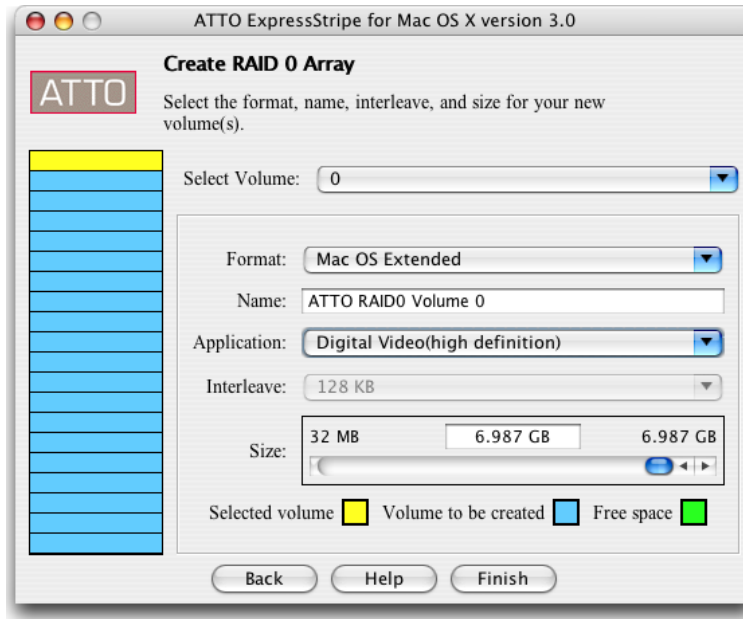 ATTO ExpressStripe for Mac OS X version 3.0
ATTO
Create RAID 0 Array
Select the format, name, interleave, and size for your new
volume(s).
Select Volume: 0
Format: Mac OS Extended
Name: ATTO RAID0 Volume 0
Application: Digital Video(high definition)
Interleave: 128 KB
Size: 32 MB 6.987 GB 6.987 GB
Selected volume Volume to be created Free space
Back Help Finish